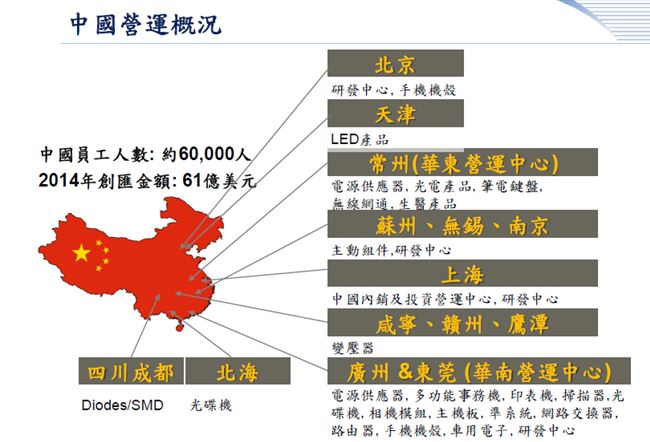 中國營運概況
北京
研發中心, 手機機殼
天津
LED產品
中國員工人數: 約60,000人
2014年創匯金額: 61億美元
常州(華東營運中心)
電源供應器, 光電產品, 筆電鍵盤,
無線網通, 生醫產品
蘇州、無錫、南京
主動組件,研發中心
上海
中國內銷及投資營運中心, 研發中心
咸寧、贛州、鷹潭
變壓器
四川成都
北海
廣州 &東莞 (華南營運中心)
Diodes/SMD
光碟機
電源供應器, 多功能事務機, 印表機, 掃描器,光
碟機, 相機模組, 主機板, 準系統, 網路交換器,
路由器, 手機機殼, 車用電子, 研發中心